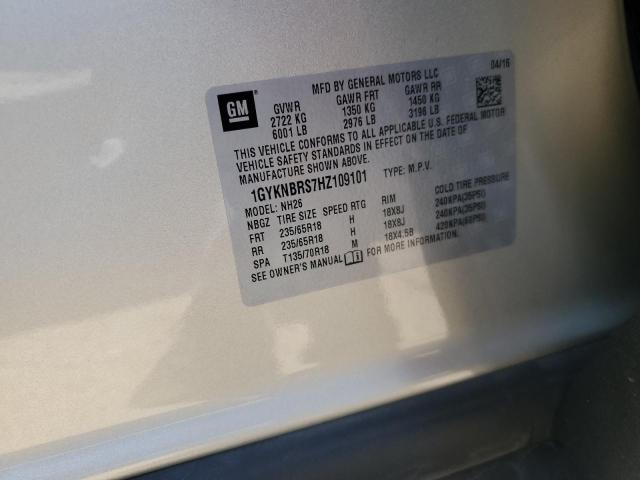 GM
MFD BY GENERAL MOTORS LLC 04/16
GVWR GAWR FRT GAWR RR
2722 KG 1350 KG 1450 KG
6001 LB 2976 LB 3196 LB
THIS VEHICLE CONFORMS TO ALL APPLICABLE U.S. FEDERAL MOTOR
VEHICLE SAFETY STANDARDS IN EFFECT ON THE DATE OF
MANUFACTURE SHOWN ABOVE.
1GYKNBRS7HZ109101 TYPE: M.P.V.
MODEL: NH26
NBGZ TIRE SIZE SPEED RTG RIM COLD TIRE PRESSURE
FRT 235/65R18 H 18X8J 240KPA(35PSI)
RR 235/65R18 H 18X8J 240KPA(35PSI)
SPA T135/70R18 M 18X4.5B 420KPA(60PSI)
SEE OWNER'S MANUAL FOR MORE INFORMATION.